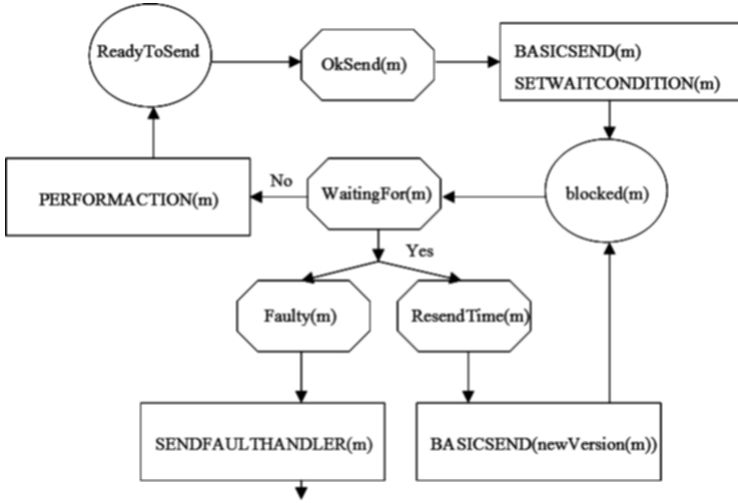 ReadyToSend
OkSend(m)
BASICSEND(m)
SETWAITCONDITION(m)
PERFORMACTION(m)
No
WaitingFor(m)
blocked(m)
Yes
Faulty(m)
ResendTime(m)
SENDFAULTHANDLER(m)
BASICSEND(newVersion(m))